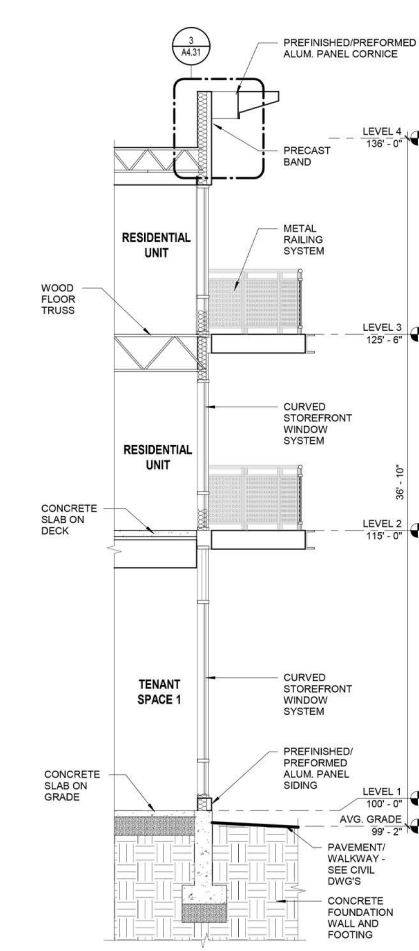 3
A4.31
PREFINISHED/PREFORMED
ALUM. PANEL CORNICE
LEVEL 4
136' - 0"
PRECAST
BAND
RESIDENTIAL
UNIT
METAL
RAILING
SYSTEM
WOOD
FLOOR
TRUSS
LEVEL 3
125' - 6"
CURVED
STOREFRONT
WINDOW
SYSTEM
RESIDENTIAL
UNIT
36' - 10"
CONCRETE
SLAB ON
DECK
LEVEL 2
115' - 0"
TENANT
SPACE 1
CURVED
STOREFRONT
WINDOW
SYSTEM
PREFINISHED/
PREFORMED
ALUM. PANEL
SIDING
CONCRETE
SLAB ON
GRADE
LEVEL 1
100' - 0"
AVG. GRADE
99' - 2"
PAVEMENT/
WALKWAY -
SEE CIVIL
DWG'S
CONCRETE
FOUNDATION
WALL AND
FOOTING